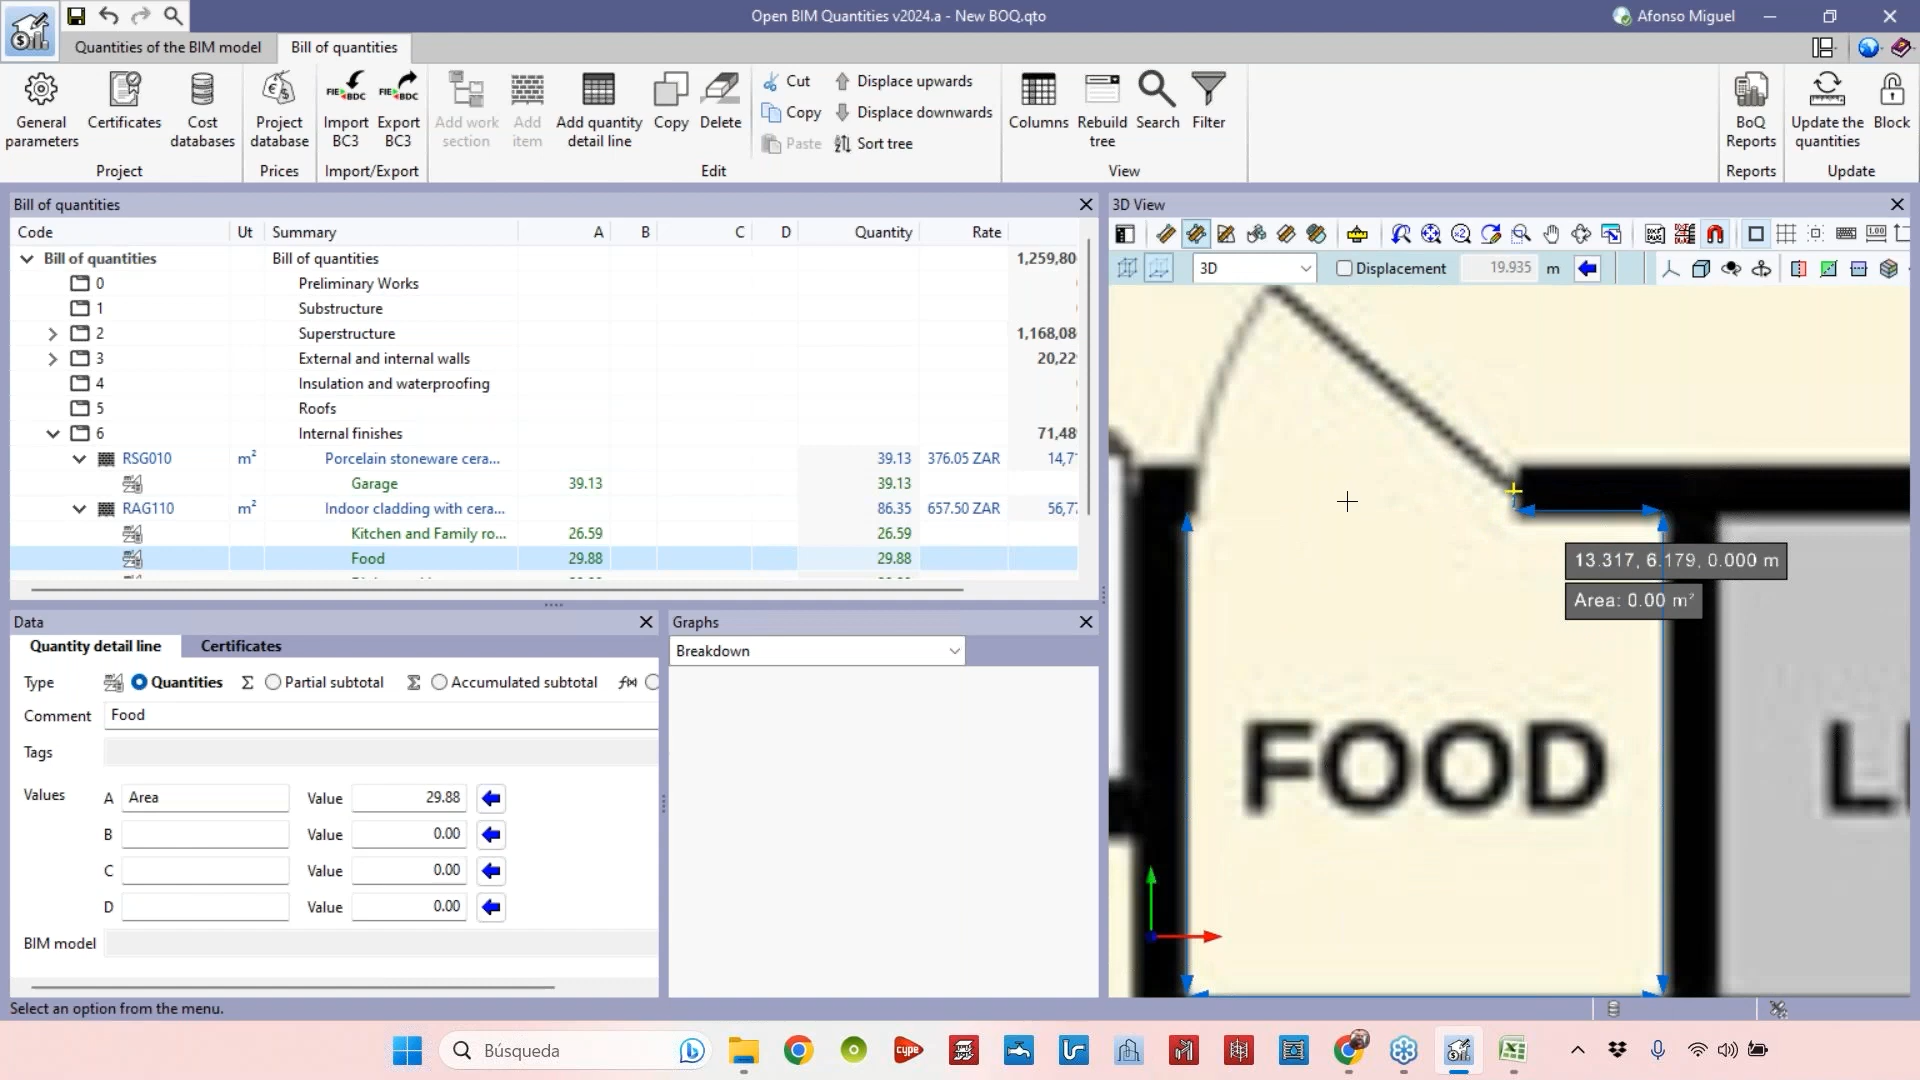 Open BIM Quantities v2024.a - New BOQ.qto
Afonso Miguel
Quantities of the BIM model
Bill of quantities
General parameters
Certificates
Cost databases
Project
Project database
Prices
FIE BDC
Import BC3
FIE BDC
Export BC3
Import/Export
Add work section
Add item
Add quantity detail line
Copy
Delete
Cut
Copy
Paste
Displace upwards
Displace downwards
Sort tree
Edit
Columns
Rebuild tree
Search
Filter
View
BoQ Reports
Reports
Update the quantities
Block
Update
Bill of quantities
Code Ut Summary A B C D Quantity Rate
Bill of quantities Bill of quantities 1,259,80
0 Preliminary Works
1 Substructure
2 Superstructure 1,168,08
3 External and internal walls 20,22
4 Insulation and waterproofing
5 Roofs
6 Internal finishes 71,48
RSG010 m² Porcelain stoneware cera... 39.13 376.05 ZAR 14,7
Garage 39.13 39.13
RAG110 m² Indoor cladding with cera... 86.35 657.50 ZAR 56,7
Kitchen and Family ro... 26.59 26.59
Food 29.88 29.88
3D View
3D
Displacement
19.935 m
13.317, 6.179, 0.000 m
Area: 0.00 m²
FOOD
Data
Quantity detail line
Certificates
Type Quantities Σ Partial subtotal Σ Accumulated subtotal
Comment Food
Tags
Values A Area Value 29.88
B Value 0.00
C Value 0.00
D Value 0.00
BIM model
Graphs
Breakdown
Select an option from the menu.
Búsqueda
cype